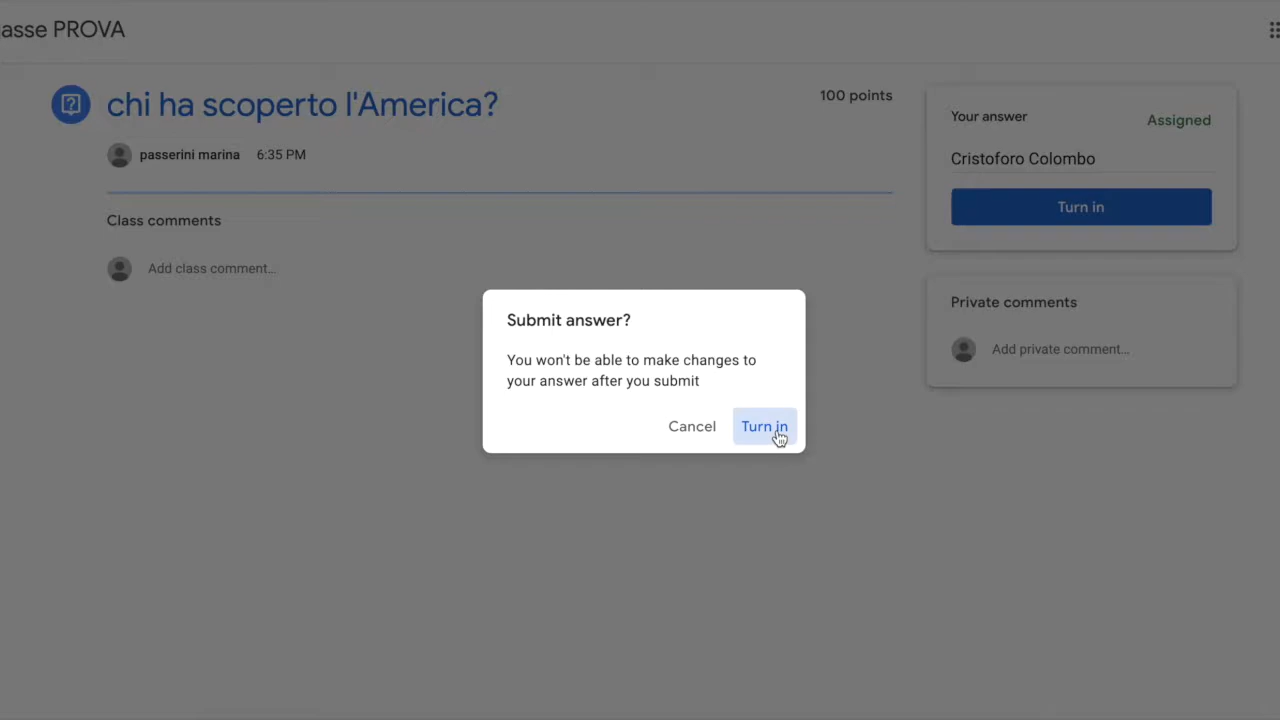 asse PROVA
chi ha scoperto l'America?
100 points
passerini marina 6:35 PM
Class comments
Add class comment...
Your answer
Assigned
Cristoforo Colombo
Turn in
Private comments
Add private comment...
Submit answer?
You won't be able to make changes to
your answer after you submit
Cancel
Turn in